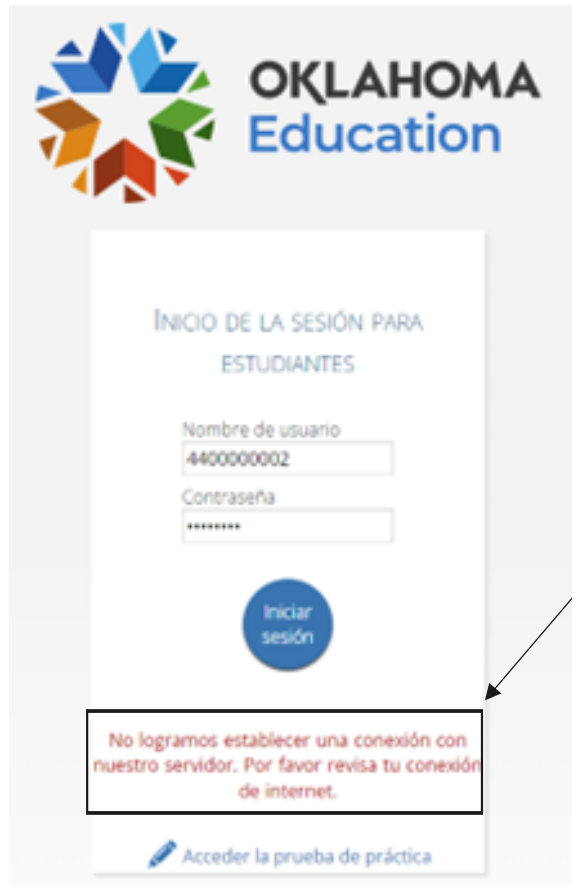 OKLAHOMA
Education
INICIO DE LA SESIÓN PARA
ESTUDIANTES
Nombre de usuario
4400000002
Contraseña
••••••••
Iniciar
sesión
No logramos establecer una conexión con
nuestro servidor. Por favor revisa tu conexión
de internet.
Acceder la prueba de práctica